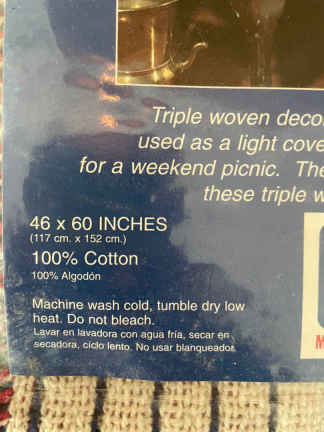 Triple woven deco
used as a light cove
for a weekend picnic. The
these triple w
46 x 60 INCHES
(117 cm. x 152 cm.)
100% Cotton
100% Algodón
Machine wash cold, tumble dry low
heat. Do not bleach.
Lavar en lavadora con agua fría, secar en
secadora, ciclo lento. No usar blanqueados.
M